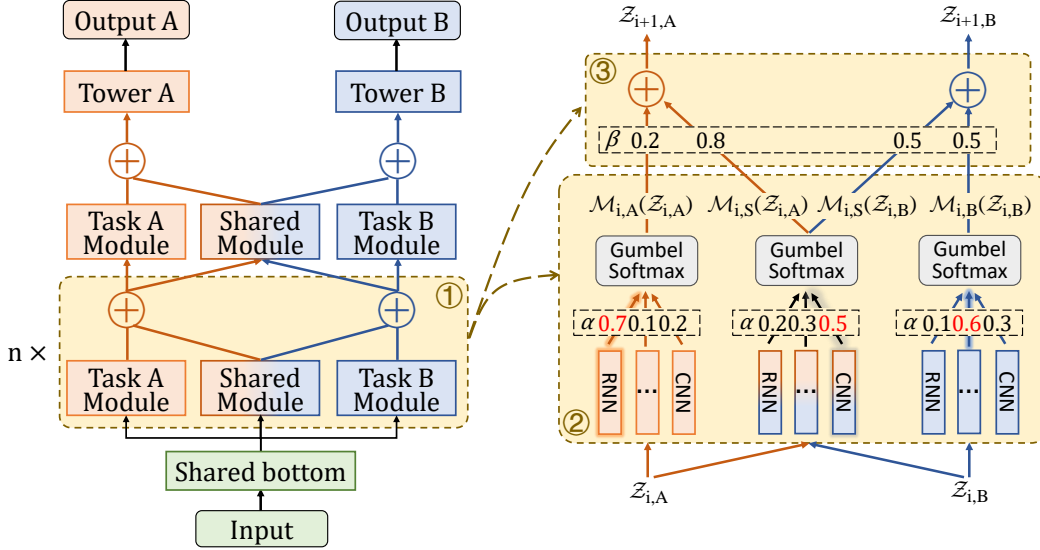 Output A
Output B
Tower A
Tower B
Task A
Module
Shared
Module
Task B
Module
①
n ×
Task A
Module
Shared
Module
Task B
Module
Shared bottom
Input
𝒵i+1,A
𝒵i+1,B
③
β 0.2 0.8 0.5 0.5
ℳi,A(𝒵i,A) ℳi,S(𝒵i,A) ℳi,S(𝒵i,B) ℳi,B(𝒵i,B)
Gumbel
Softmax
Gumbel
Softmax
Gumbel
Softmax
α 0.7 0.1 0.2
α 0.2 0.3 0.5
α 0.1 0.6 0.3
RNN ... CNN
RNN ... CNN
RNN ... CNN
②
𝒵i,A
𝒵i,B